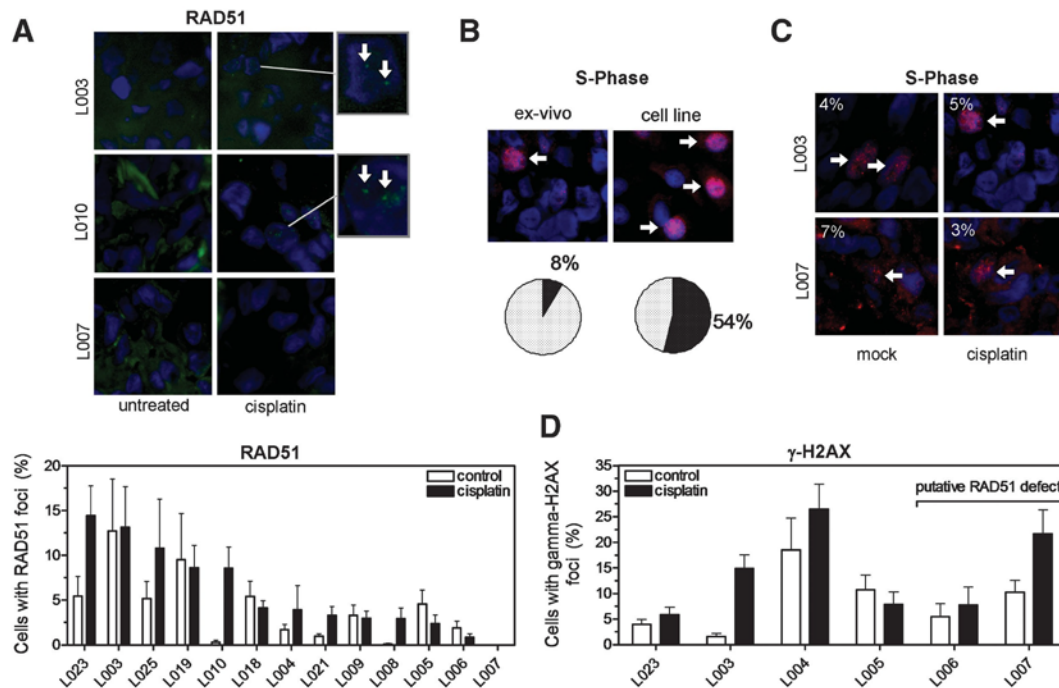 A
RAD51
L003
L010
L007
untreated
cisplatin
B
S-Phase
ex-vivo
cell line
8%
54%
C
S-Phase
4%
5%
L003
7%
3%
L007
mock
cisplatin
RAD51
control
cisplatin
Cells with RAD51 foci (%)
20
15
10
5
0
L023
L003
L025
L019
L010
L018
L004
L021
L009
L008
L005
L006
L007
D
γ-H2AX
control
cisplatin
putative RAD51 defect
Cells with gamma-H2AX
foci (%)
35
30
25
20
15
10
5
0
L023
L003
L004
L005
L006
L007